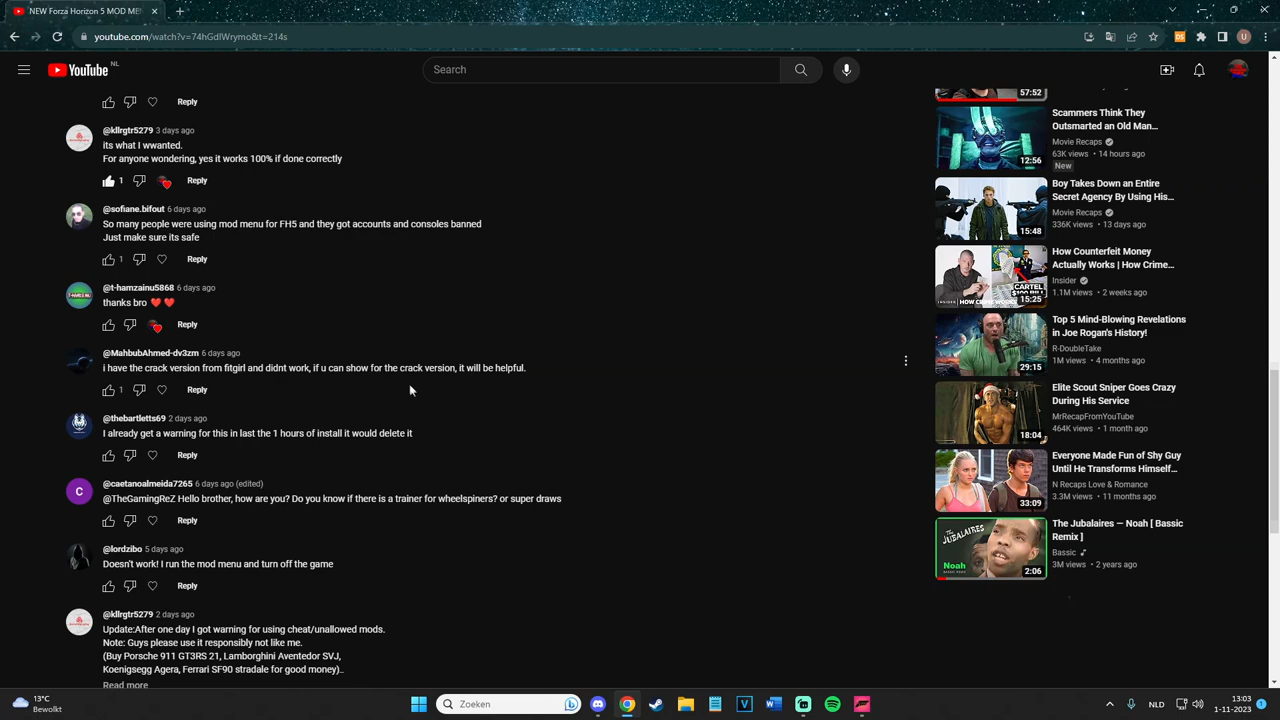 NEW Forza Horizon 5 MOD ME
youtube.com/watch?v=74hGdIWrymo&t=214s
YouTube NL
Search
Reply
@kllrgtr5279 3 days ago
its what I wwanted.
For anyone wondering, yes it works 100% if done correctly
1 Reply
@sofiane.bifout 6 days ago
So many people were using mod menu for FH5 and they got accounts and consoles banned
Just make sure its safe
1 Reply
@t-hamzainu5868 6 days ago
thanks bro ❤️ ❤️
Reply
@MahbubAhmed-dv3zm 6 days ago
i have the crack version from fitgirl and didnt work, if u can show for the crack version, it will be helpful.
1 Reply
@thebartletts69 2 days ago
I already get a warning for this in last the 1 hours of install it would delete it
Reply
C
@caetanoalmeida7265 6 days ago (edited)
@TheGamingReZ Hello brother, how are you? Do you know if there is a trainer for wheelspiners? or super draws
Reply
@lordzibo 5 days ago
Doesn't work! I run the mod menu and turn off the game
Reply
@kllrgtr5279 2 days ago
Update:After one day I got warning for using cheat/unallowed mods.
Note: Guys please use it responsibly not like me.
(Buy Porsche 911 GT3RS 21, Lamborghini Aventedor SVJ,
Koenigsegg Agera, Ferrari SF90 stradale for good money)..
Read more
57:52
Scammers Think They
Outsmarted an Old Man...
Movie Recaps
63K views • 14 hours ago
New
12:56
Boy Takes Down an Entire
Secret Agency By Using His...
Movie Recaps
336K views • 13 days ago
15:48
How Counterfeit Money
Actually Works | How Crime...
Insider
1.1M views • 2 weeks ago
INSIDER HOW CRIME WORKS
CARTEL
$100 BILL
15:25
Top 5 Mind-Blowing Revelations
in Joe Rogan's History!
R-DoubleTake
1M views • 4 months ago
29:15
Elite Scout Sniper Goes Crazy
During His Service
MrRecapFromYouTube
464K views • 1 month ago
18:04
Everyone Made Fun of Shy Guy
Until He Transforms Himself...
N Recaps Love & Romance
3.3M views • 11 months ago
33:09
The Jubalaires — Noah [ Bassic
Remix ]
Bassic
3M views • 2 years ago
THE JUBALAIRES
Noah
BASSIC REMIX
2:06
13°C
Bewolkt
Zoeken
NLD
13:03
1-11-2023